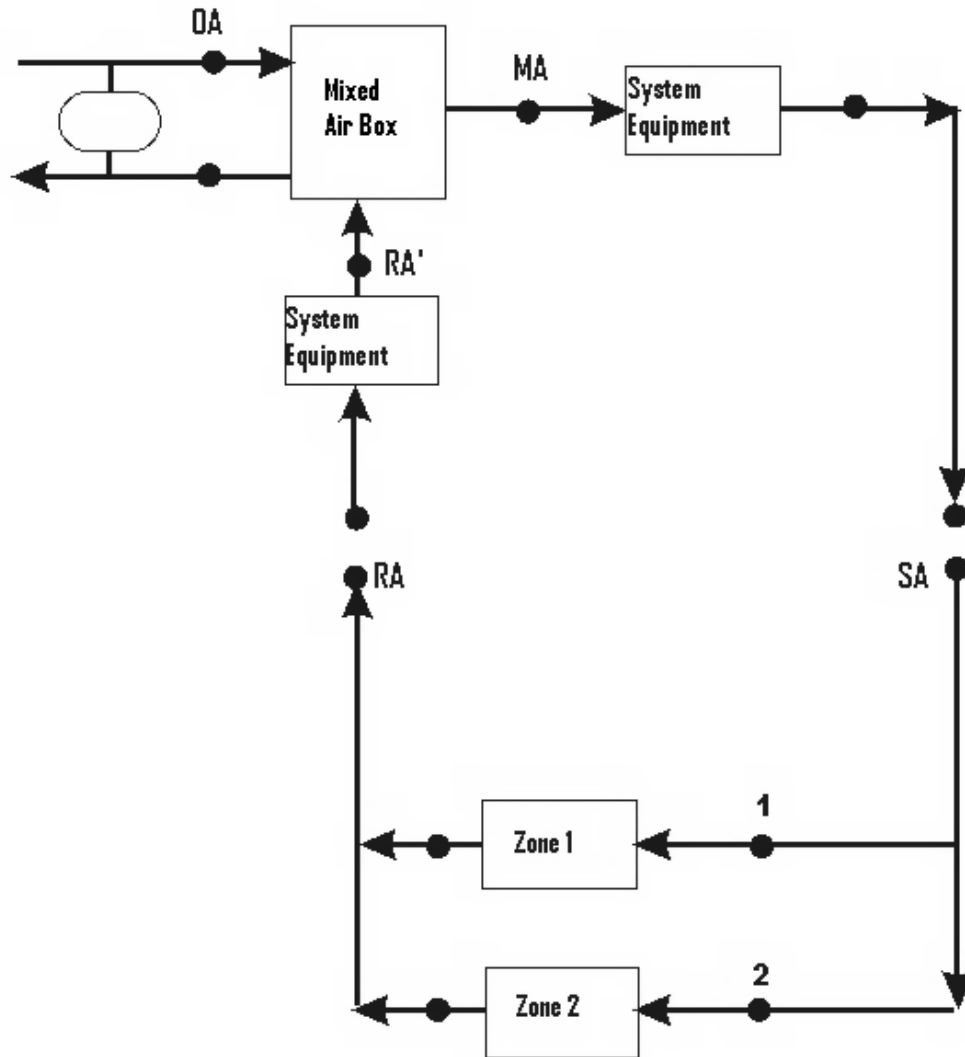 OA
Mixed
Air Box
MA
System
Equipment
RA'
System
Equipment
RA
SA
1
Zone 1
2
Zone 2